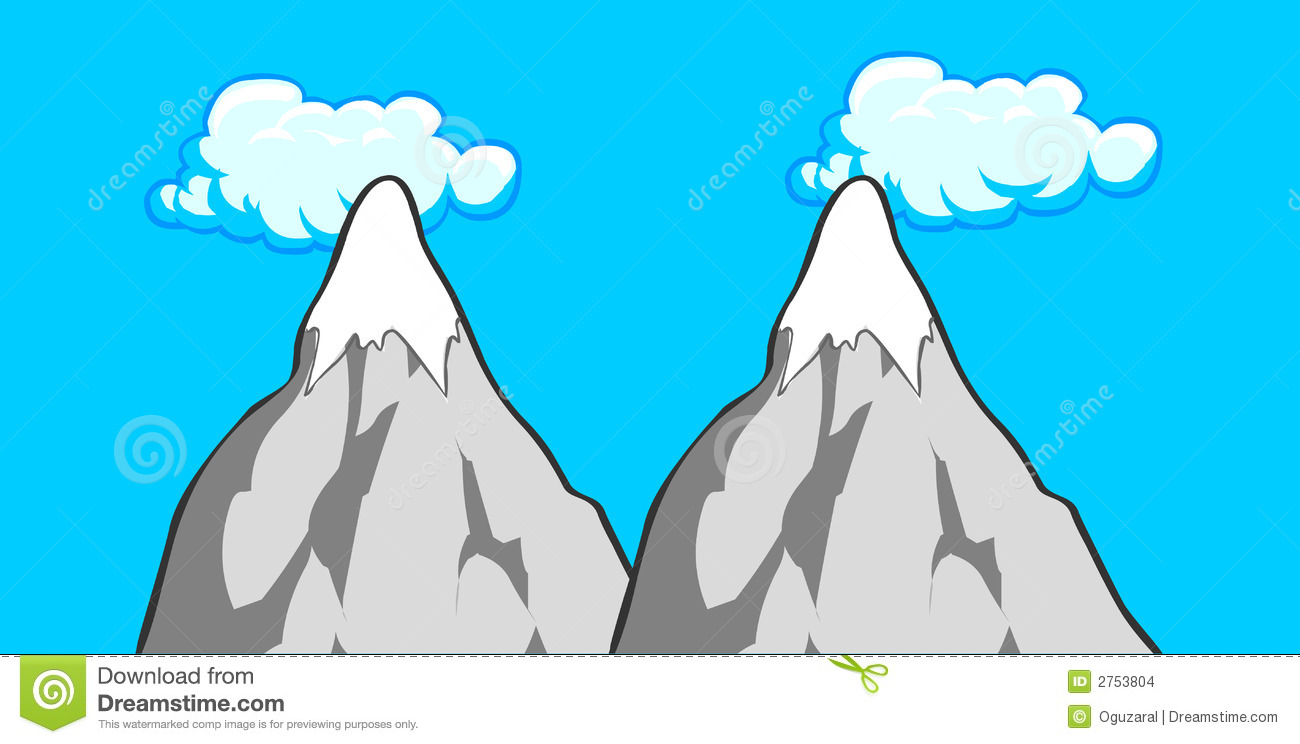 dreamstime.
dreamstime.
dreamstime.
dreamstime.
Download from
Dreamstime.com
This watermarked comp image is for previewing purposes only.
ID 2753804
© Oguzaral | Dreamstime.com